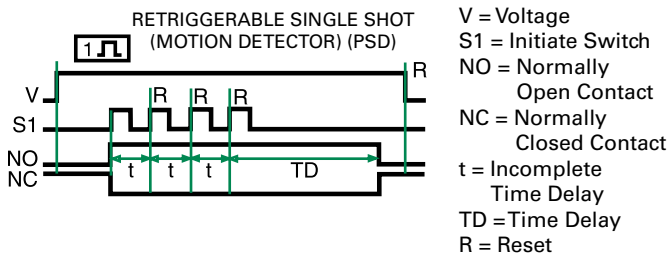 RETRIGGERABLE SINGLE SHOT
(MOTION DETECTOR) (PSD)
1
R
V
R R R
S1
NO
NC
t t t TD
V = Voltage
S1 = Initiate Switch
NO = Normally
Open Contact
NC = Normally
Closed Contact
t = Incomplete
Time Delay
TD = Time Delay
R = Reset